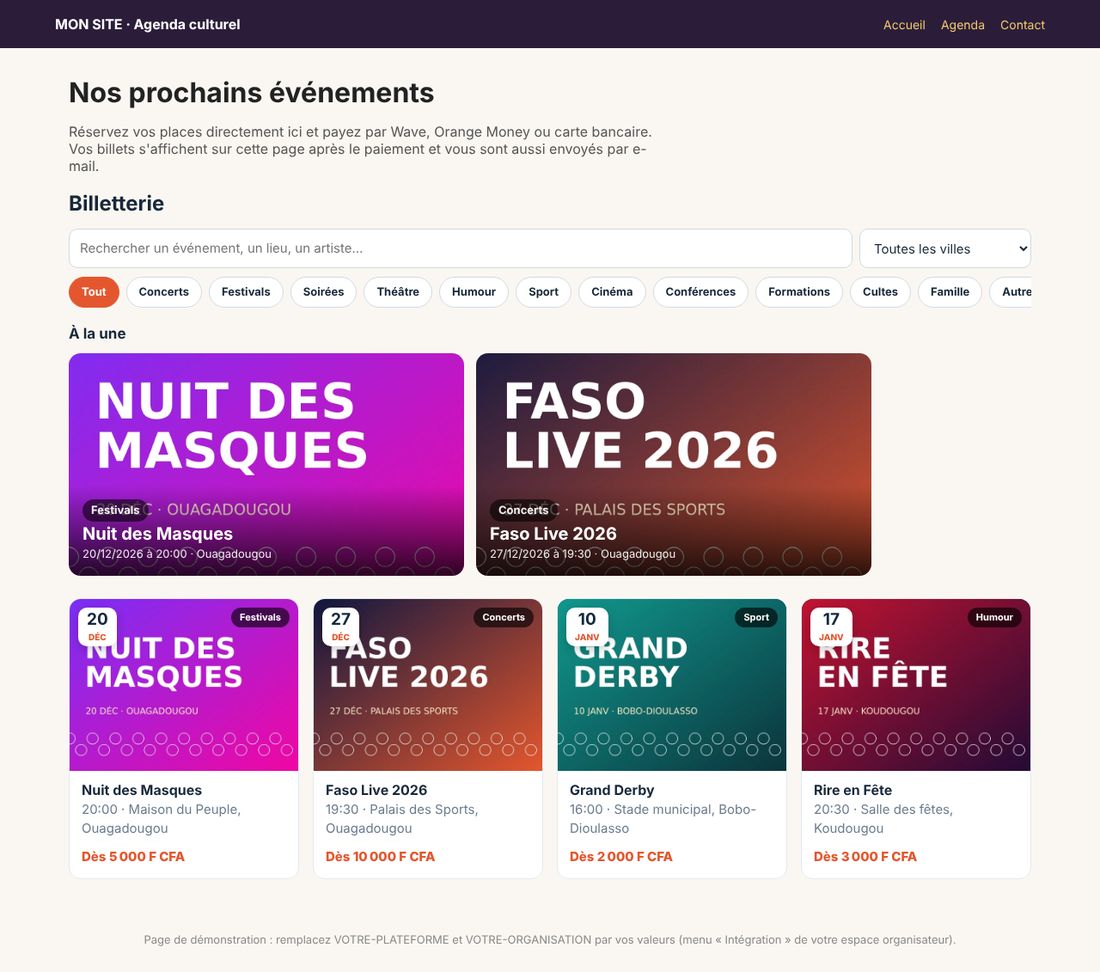 MON SITE · Agenda culturel
Accueil Agenda Contact
Nos prochains événements
Réservez vos places directement ici et payez par Wave, Orange Money ou carte bancaire.
Vos billets s'affichent sur cette page après le paiement et vous sont aussi envoyés par e-
mail.
Billetterie
Rechercher un événement, un lieu, un artiste...
Toutes les villes
Tout Concerts Festivals Soirées Théâtre Humour Sport Cinéma Conférences Formations Cultes Famille Autre
À la une
NUIT DES
MASQUES
Festivals
· OUAGADOUGOU
Nuit des Masques
20/12/2026 à 20:00 · Ouagadougou
FASO
LIVE 2026
Concerts
· PALAIS DES SPORTS
Faso Live 2026
27/12/2026 à 19:30 · Ouagadougou
20
DÉC
Festivals
NUIT DES
MASQUES
20 DÉC · OUAGADOUGOU
Nuit des Masques
20:00 · Maison du Peuple,
Ouagadougou
Dès 5 000 F CFA
27
DÉC
Concerts
FASO
LIVE 2026
27 DÉC · PALAIS DES SPORTS
Faso Live 2026
19:30 · Palais des Sports,
Ouagadougou
Dès 10 000 F CFA
10
JANV
Sport
GRAND
DERBY
10 JANV · BOBO-DIOULASSO
Grand Derby
16:00 · Stade municipal, Bobo-
Dioulasso
Dès 2 000 F CFA
17
JANV
Humour
RIRE
EN FÊTE
17 JANV · KOUDOUGOU
Rire en Fête
20:30 · Salle des fêtes,
Koudougou
Dès 3 000 F CFA
Page de démonstration : remplacez VOTRE-PLATEFORME et VOTRE-ORGANISATION par vos valeurs (menu « Intégration » de votre espace organisateur).